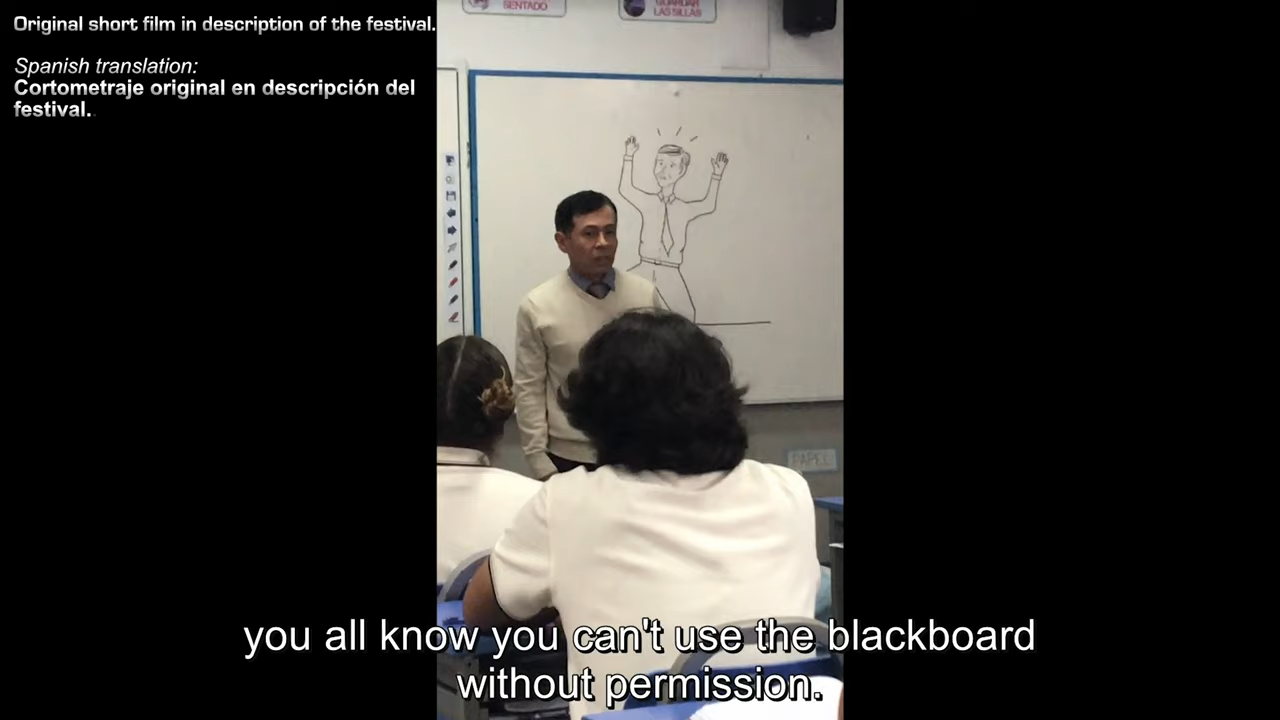 Original short film in description of the festival.
Spanish translation:
Cortometraje original en descripción del
festival.
SENTADO
GUARDAR
LAS SILLAS
PAPEL
you all know you can't use the blackboard
without permission.